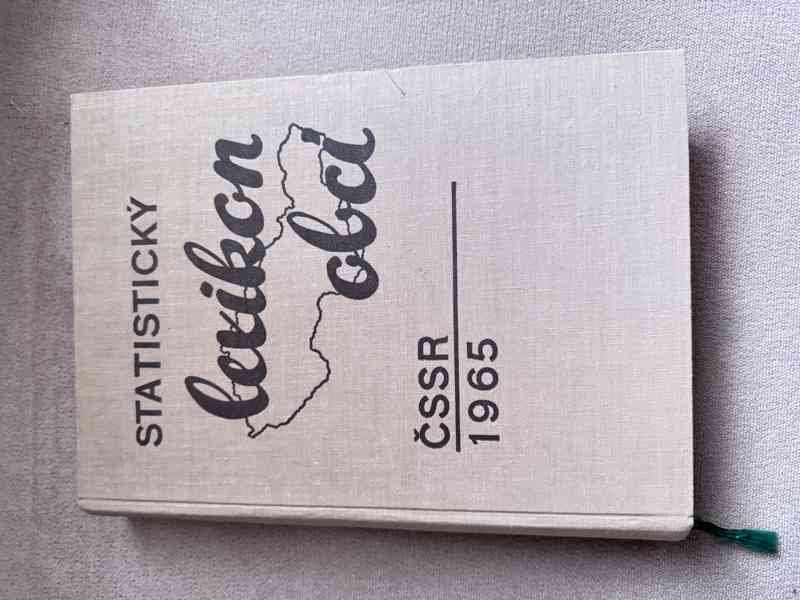 STATISTICKÝ
lexikon
obcí
ČSSR
1965